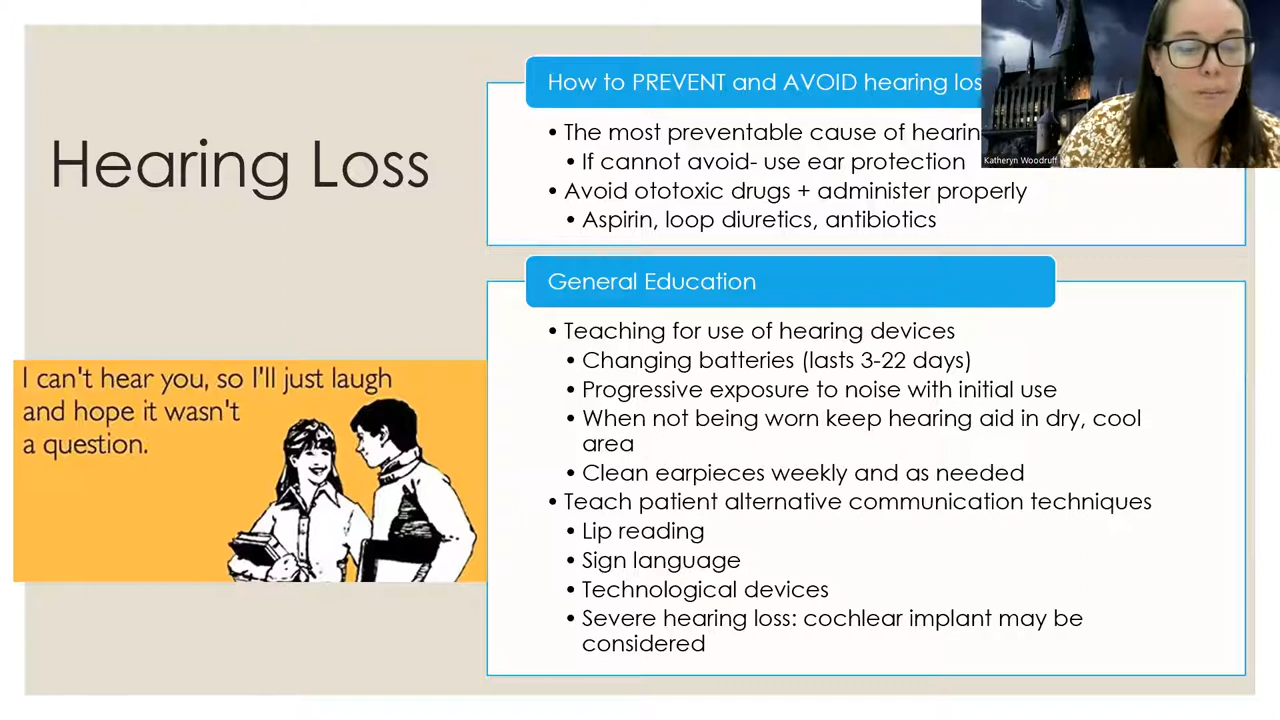 Hearing Loss
How to PREVENT and AVOID hearing
• The most preventable cause of
• If cannot avoid- use ear protection
• Avoid ototoxic drugs + administer properly
• Aspirin, loop diuretics, antibiotics
General Education
• Teaching for use of hearing devices
• Changing batteries (lasts 3-22 days)
• Progressive exposure to noise with initial use
• When not being worn keep hearing aid in dry, cool
area
• Clean earpieces weekly and as needed
• Teach patient alternative communication techniques
• Lip reading
• Sign language
• Technological devices
• Severe hearing loss: cochlear implant may be
considered
I can't hear you, so I'll just laugh
and hope it wasn't
a question.
Katheryn Woodruff